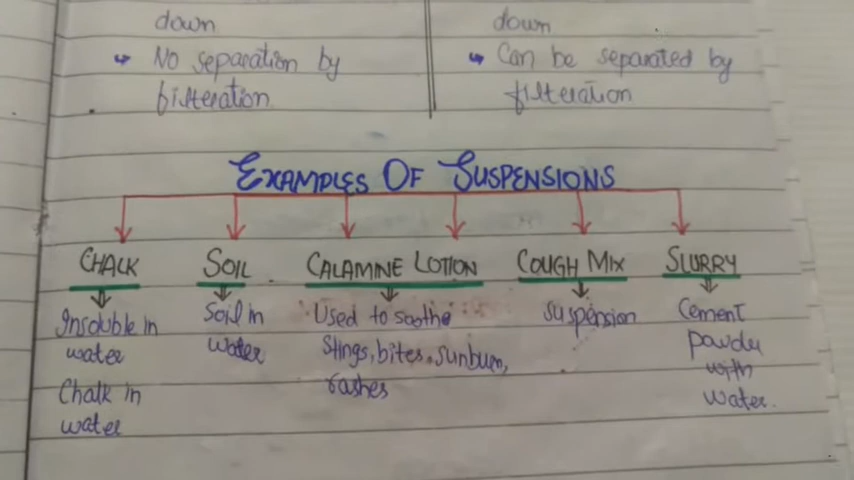 down
↪ No separation by
filteration
down
↪ Can be separated by
filteration
EXAMPLES OF SUSPENSIONS
CHALK
Insoluble in
water
Chalk in
water
SOIL
Soil in
water
CALAMINE LOTION
Used to soothe
Stings, bites, sunburn,
rashes
COUGH MIX
suspension
SLURRY
Cement
powder
with
water.